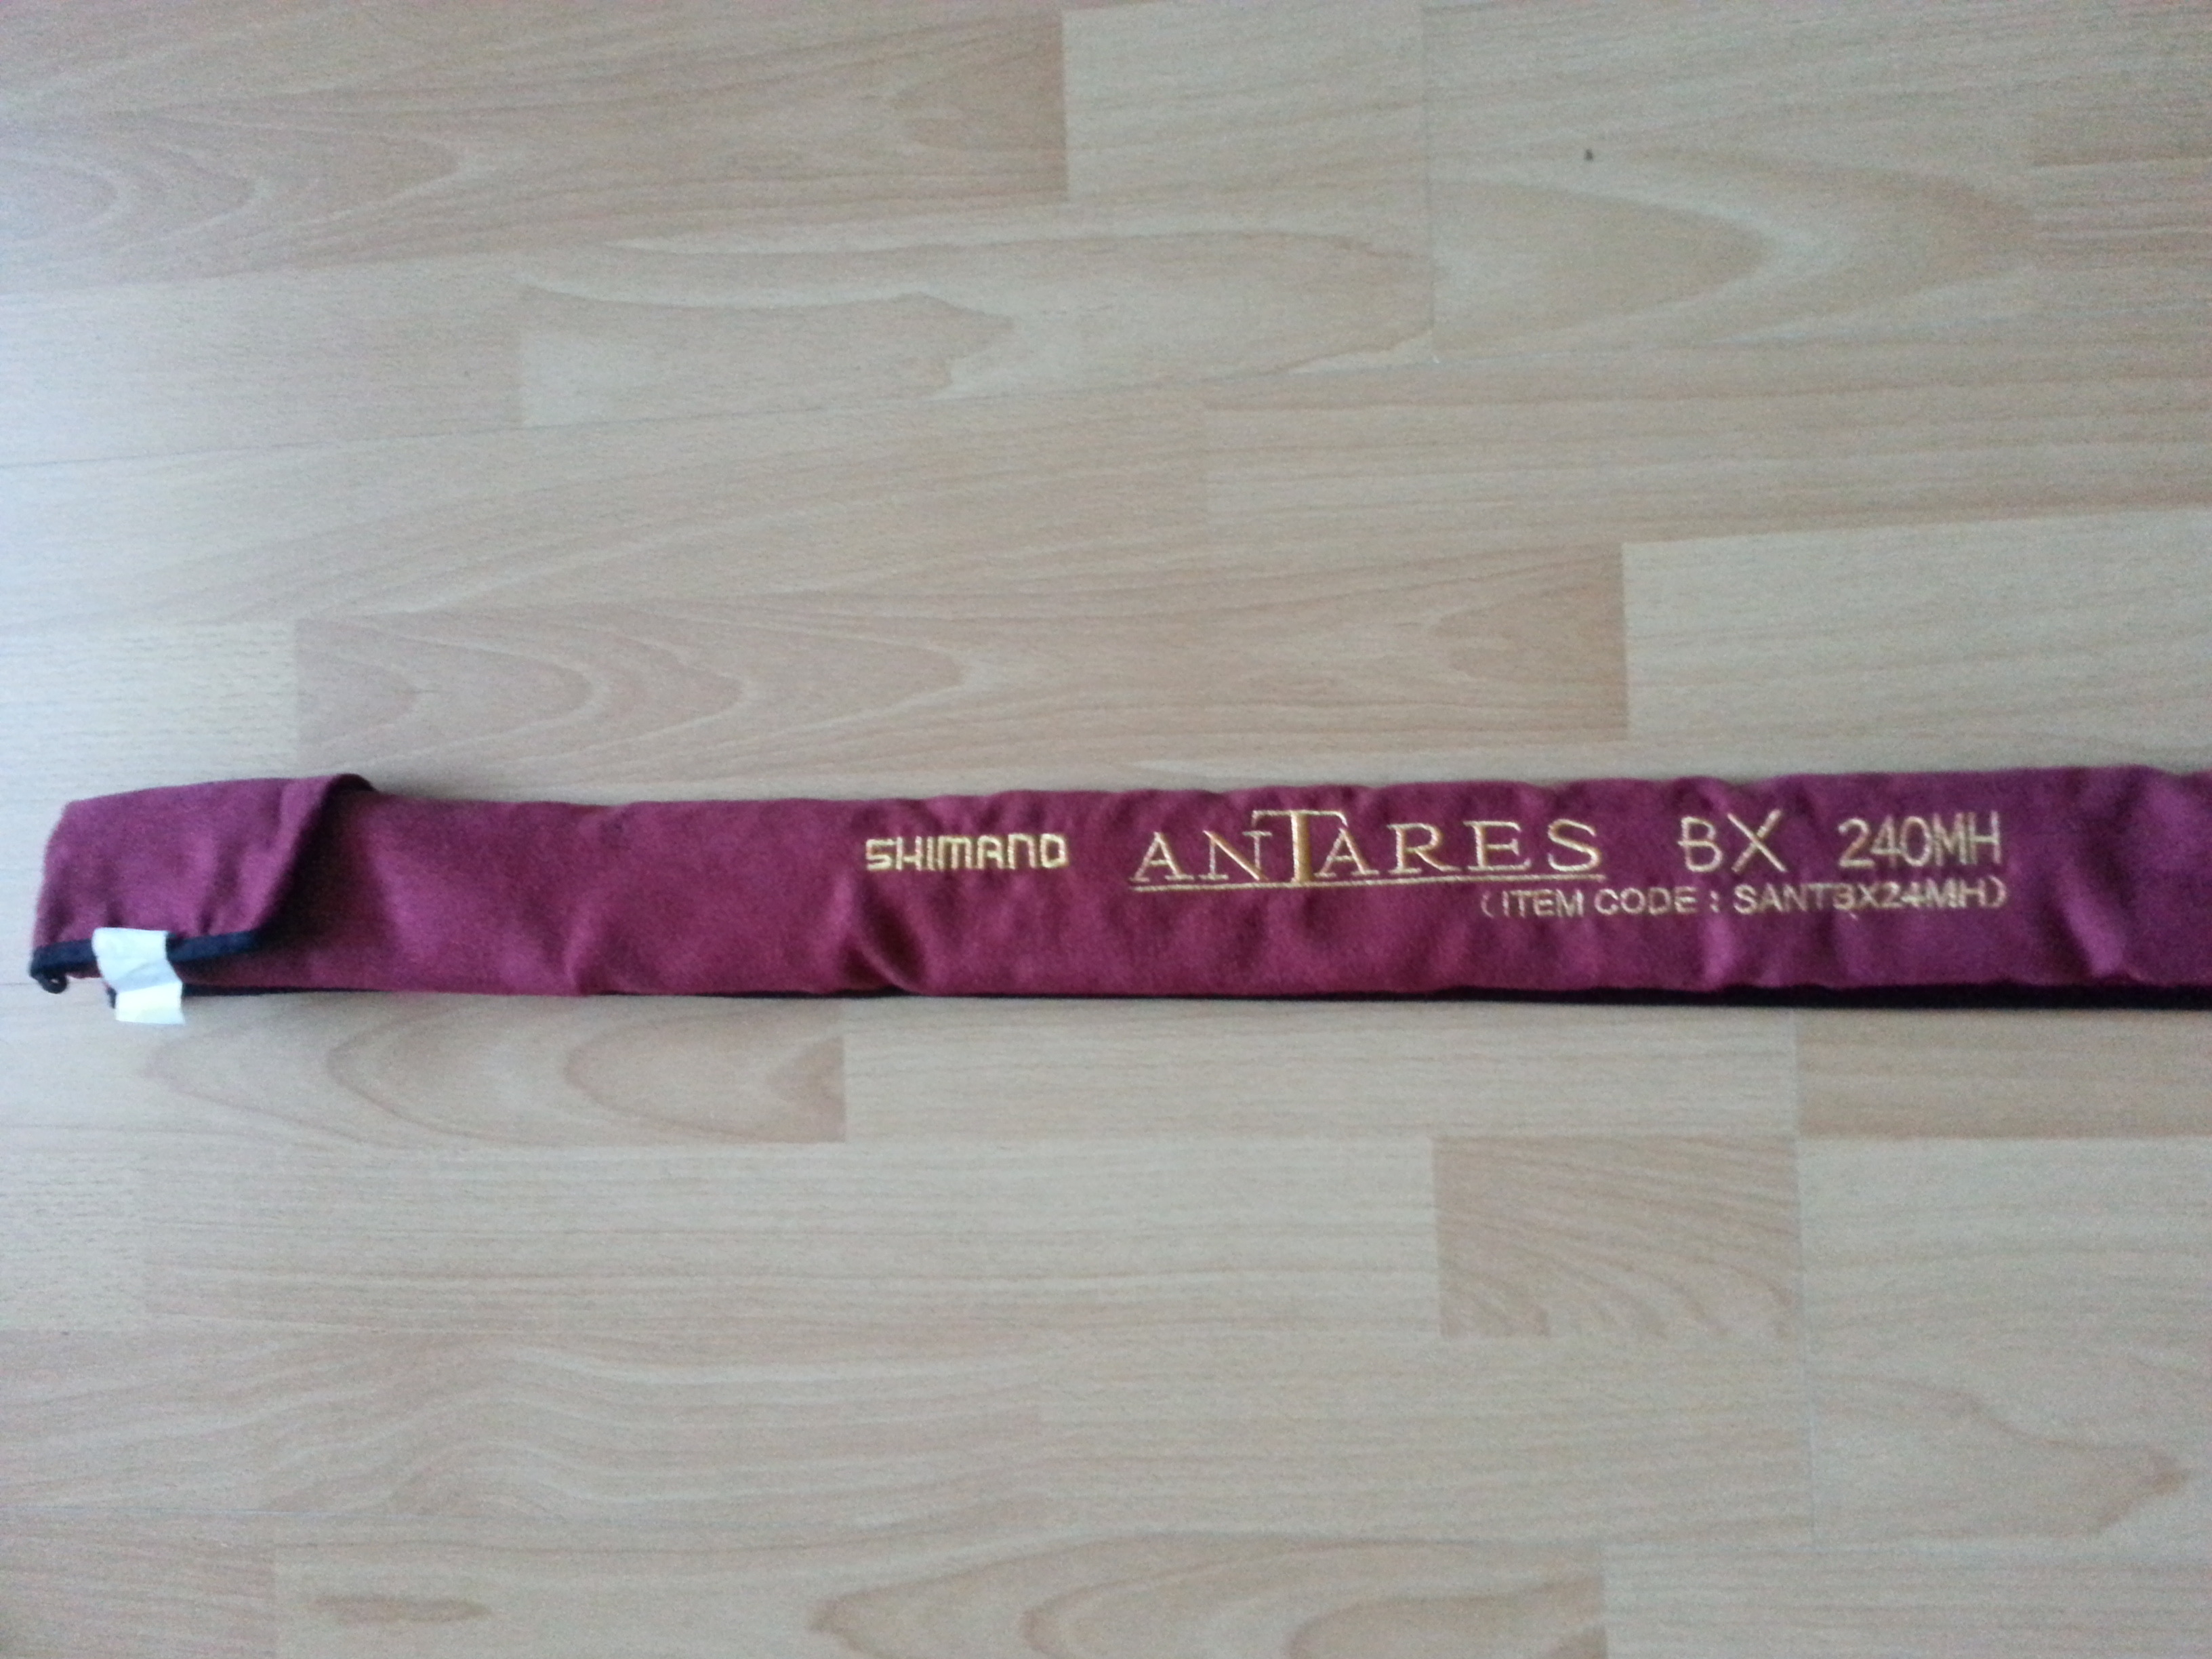 SHIMANO ANTARES BX 240MH
(ITEM CODE : SANTBX24MH)